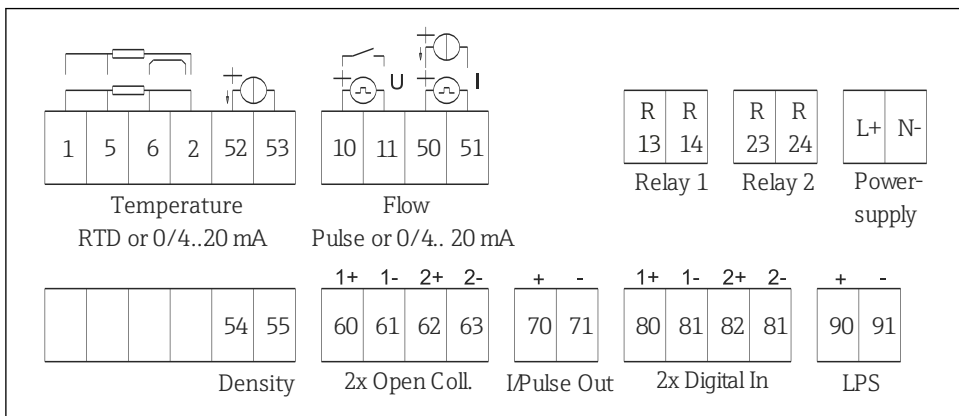 + + +
+ + U + I
1 5 6 2 52 53 10 11 50 51 R 13 R 14 R 23 R 24 L+ N-
Temperature Flow Relay 1 Relay 2 Power-
RTD or 0/4..20 mA Pulse or 0/4.. 20 mA supply
1+ 1- 2+ 2- + - 1+ 1- 2+ 2- + -
54 55 60 61 62 63 70 71 80 81 82 81 90 91
Density 2x Open Coll. I/Pulse Out 2x Digital In LPS